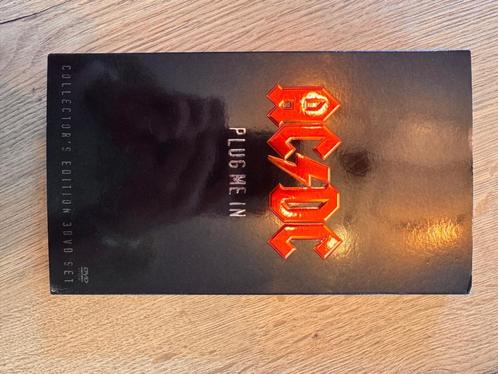 AC/DC
PLUG ME IN
COLLECTOR'S EDITION 3DVD SET
DVD